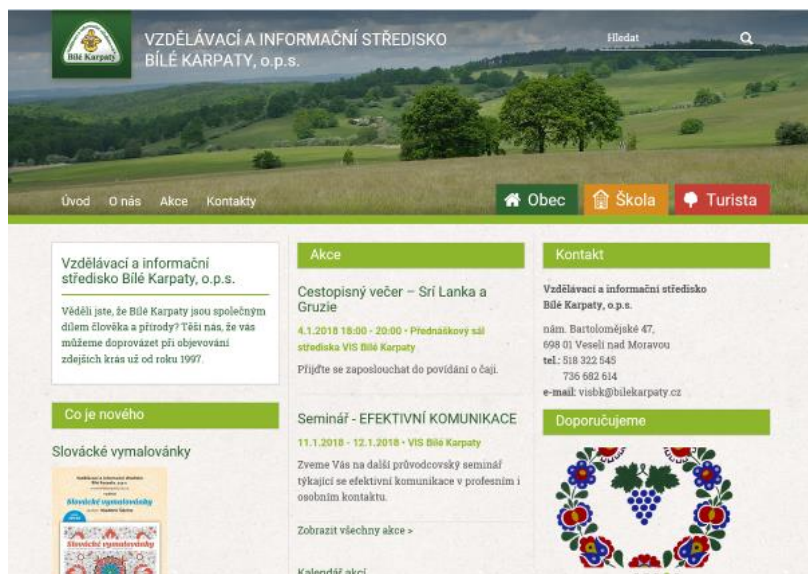 VZDĚLÁVACÍ A INFORMAČNÍ STŘEDISKO
BÍLÉ KARPATY, o.p.s.
Hledat
Bílé Karpaty
Úvod O nás Akce Kontakty
Obec
Škola
Turista
Vzdělávací a informační
středisko Bílé Karpaty, o.p.s.
Věděli jste, že Bílé Karpaty jsou společným
dílem člověka a přírody? Těší nás, že vás
můžeme doprovázet při objevování
zdejších krás už od roku 1997.
Co je nového
Slovácké vymalovánky
Slovácké vymalovánky
Slovácké vymalovánky
Akce
Cestopisný večer – Srí Lanka a
Gruzie
4.1.2018 18:00 - 20:00 • Přednáškový sál
střediska VIS Bílé Karpaty
Přijďte se zaposlouchat do povídání o čaji.
Seminář - EFEKTIVNÍ KOMUNIKACE
11.1.2018 - 12.1.2018 • VIS Bílé Karpaty
Zveme Vás na další průvodcovský seminář
týkající se efektivní komunikace v profesním i
osobním kontaktu.
Zobrazit všechny akce >
Kalendář akcí
Kontakt
Vzdělávací a informační středisko
Bílé Karpaty, o.p.s.
nám. Bartolomějské 47,
698 01 Veselí nad Moravou
tel.: 518 322 545
736 682 614
e-mail: visbk@bilekarpaty.cz
Doporučujeme